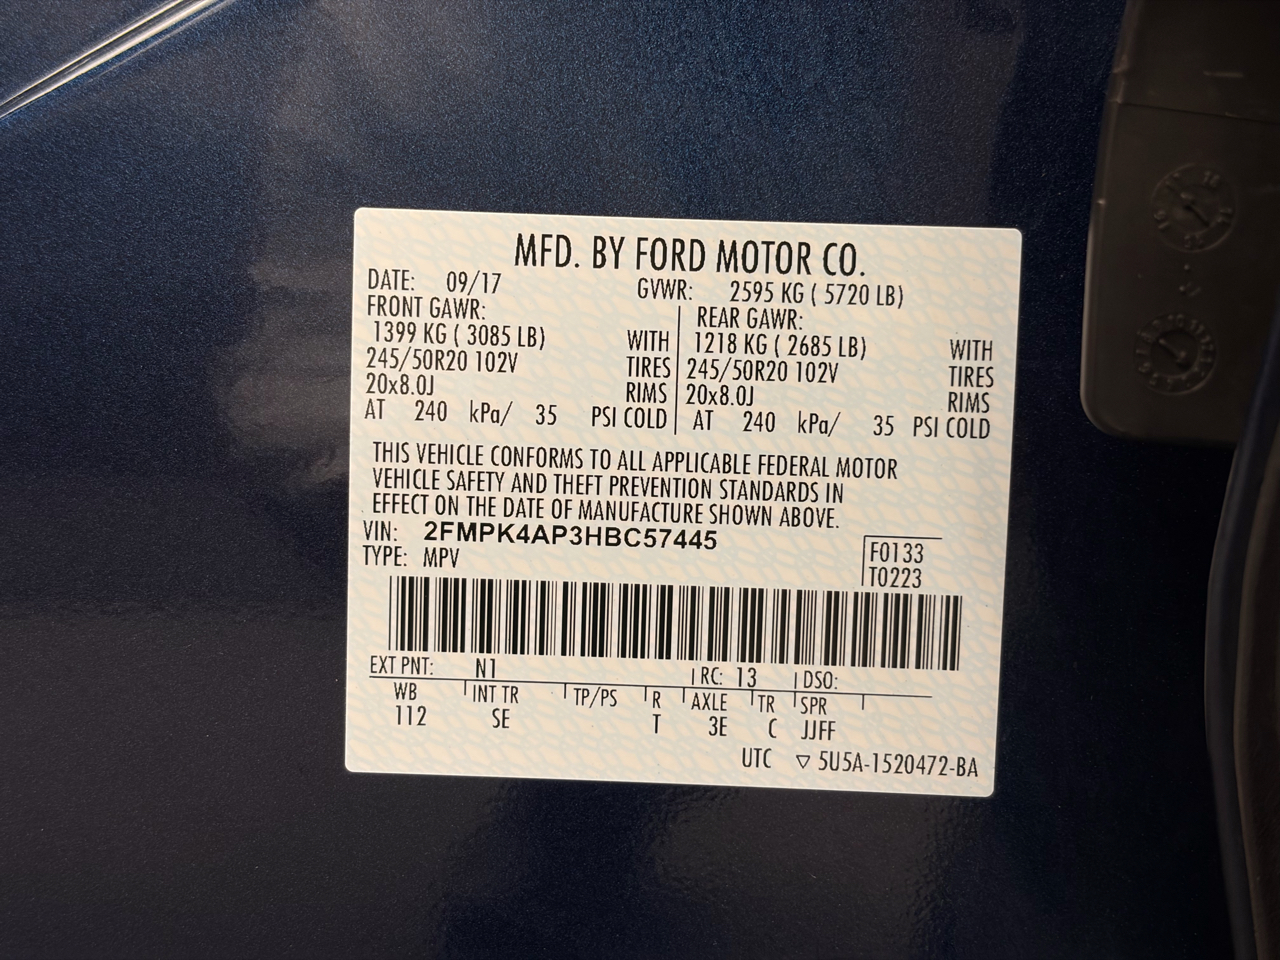 MFD. BY FORD MOTOR CO.
DATE: 09/17 GVWR: 2595 KG ( 5720 LB)
FRONT GAWR: REAR GAWR:
1399 KG ( 3085 LB) WITH 1218 KG ( 2685 LB) WITH
245/50R20 102V TIRES 245/50R20 102V TIRES
20x8.0J RIMS 20x8.0J RIMS
AT 240 kPa/ 35 PSI COLD AT 240 kPa/ 35 PSI COLD
THIS VEHICLE CONFORMS TO ALL APPLICABLE FEDERAL MOTOR
VEHICLE SAFETY AND THEFT PREVENTION STANDARDS IN
EFFECT ON THE DATE OF MANUFACTURE SHOWN ABOVE.
VIN: 2FMPK4AP3HBC57445
TYPE: MPV
F0133
T0223
EXT PNT: N1 RC: 13 DSO:
WB INT TR TP/PS R AXLE TR SPR
112 SE T 3E C JJFF
UTC ▽ 5U5A-1520472-BA